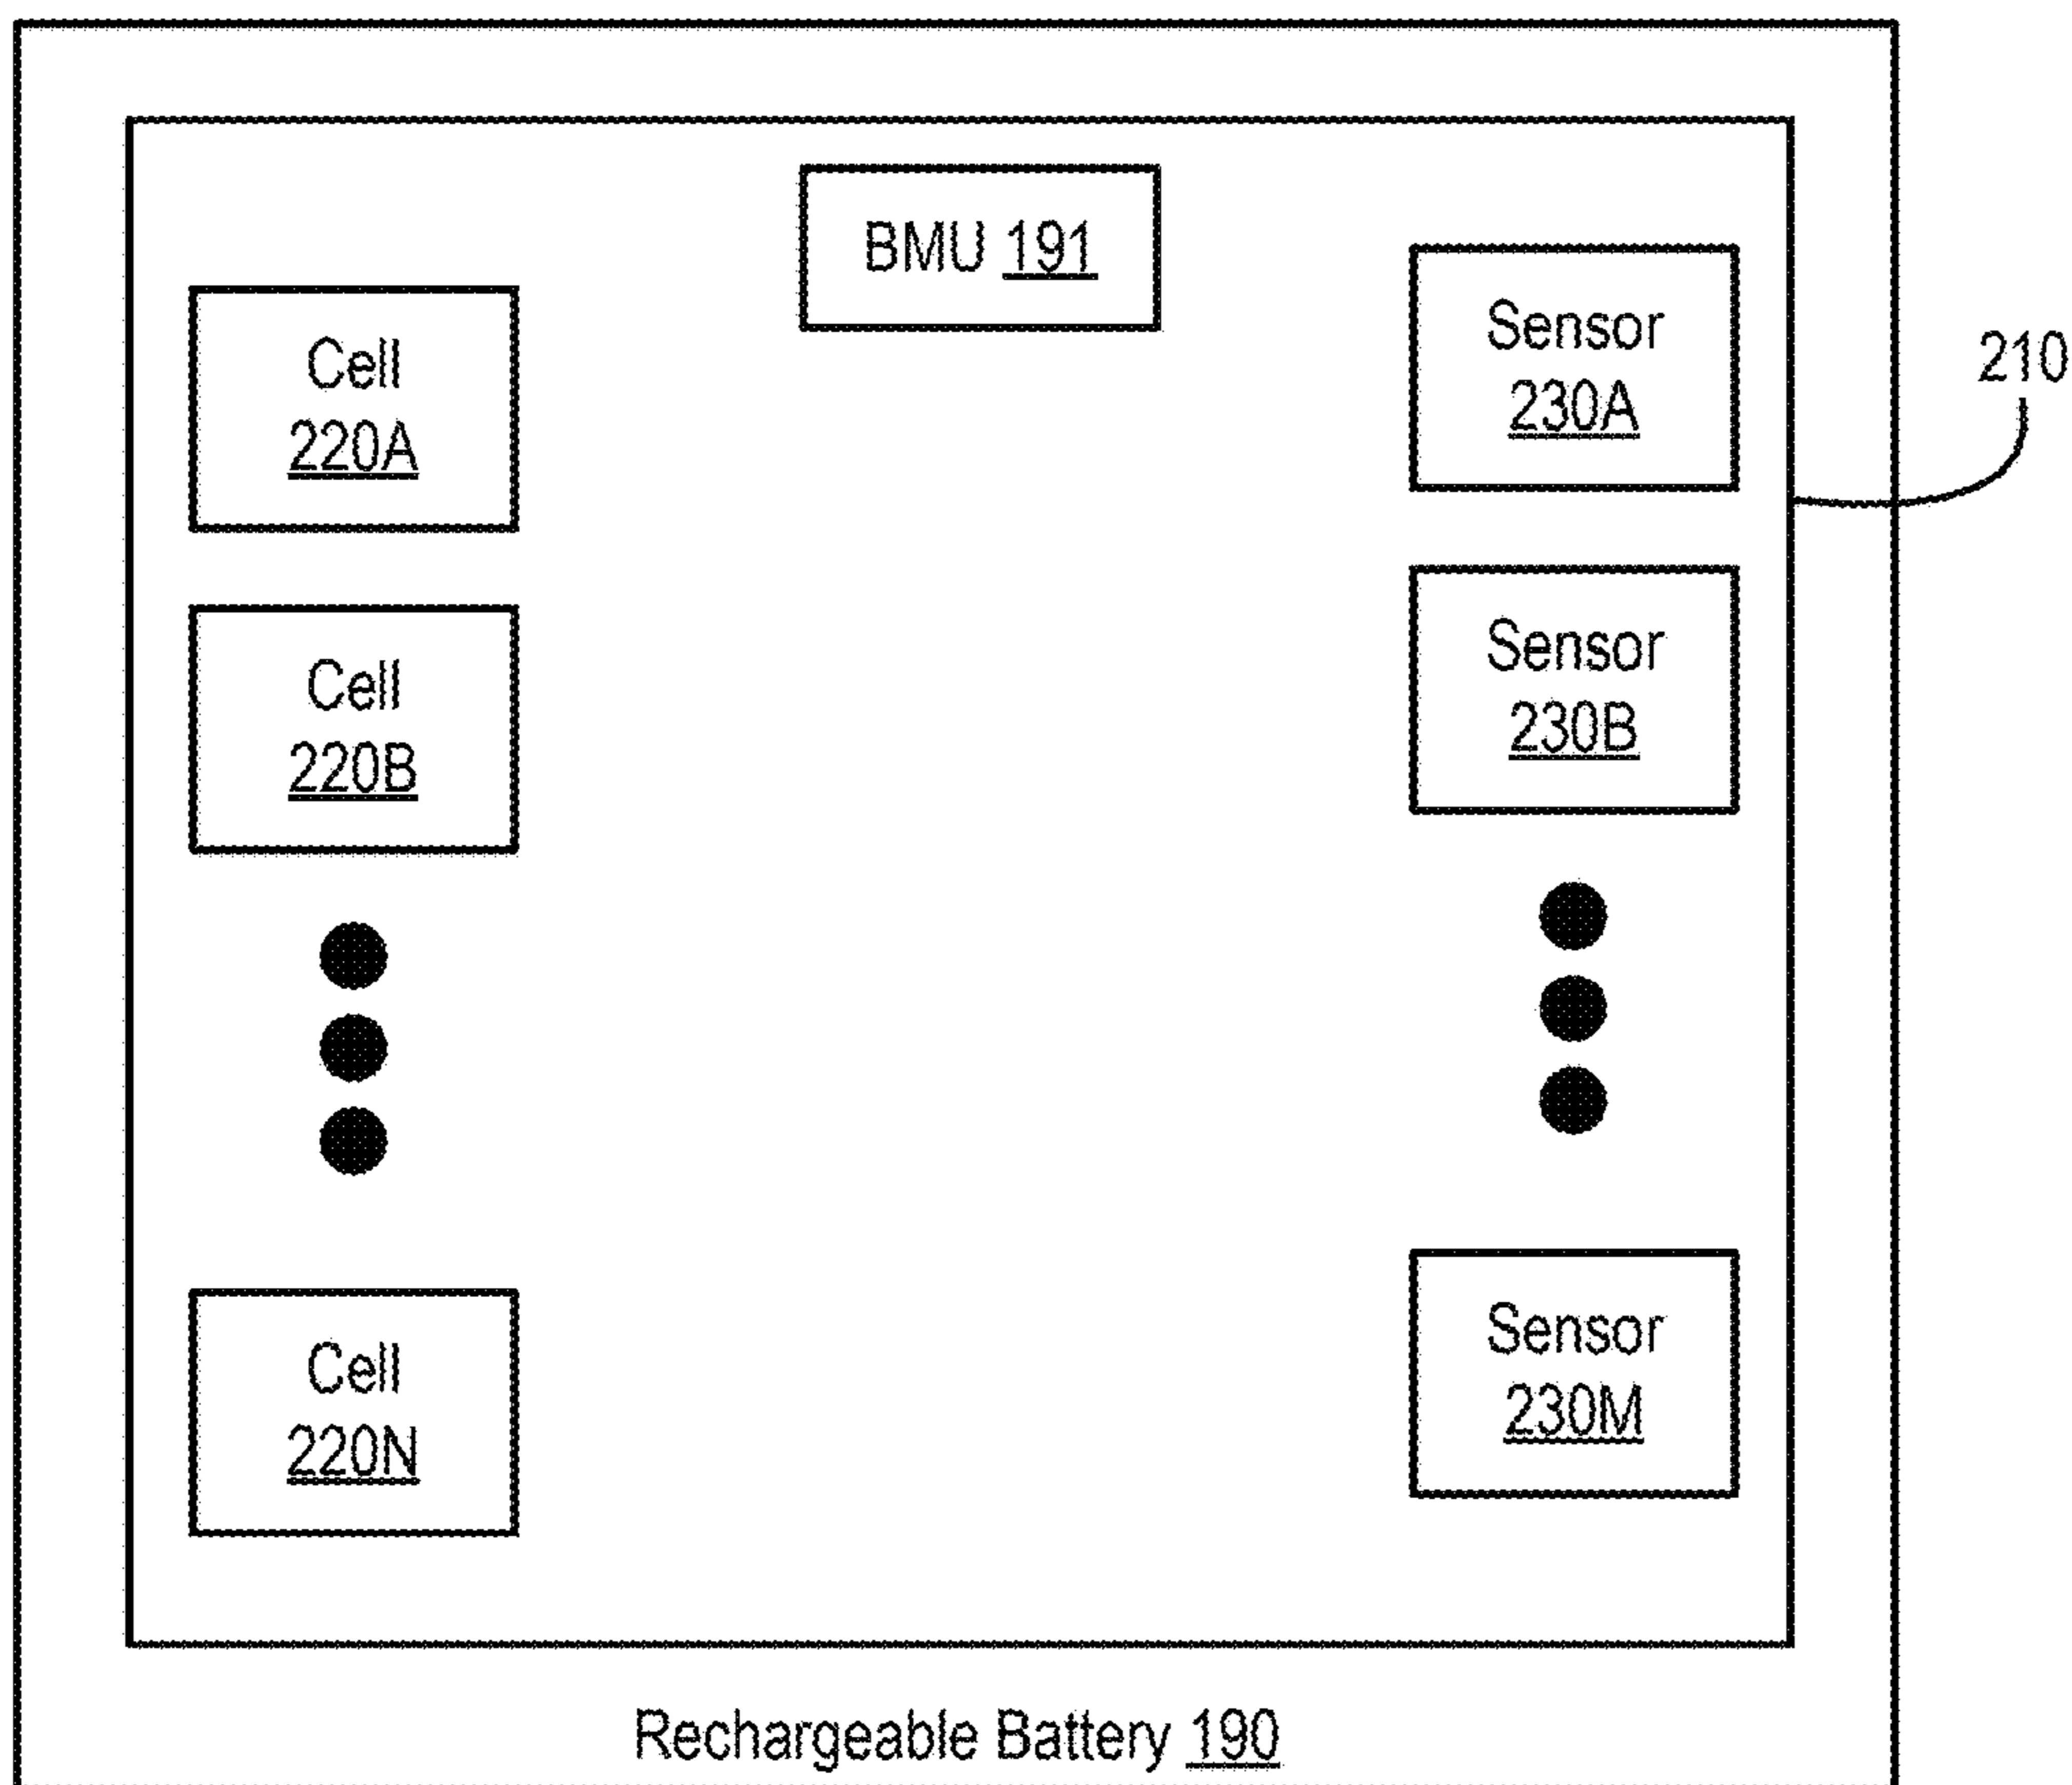 BMU 191
Cell
220A
Cell
220B
Cell
220N
Sensor
230A
Sensor
230B
Sensor
230M
210
Rechargeable Battery 190